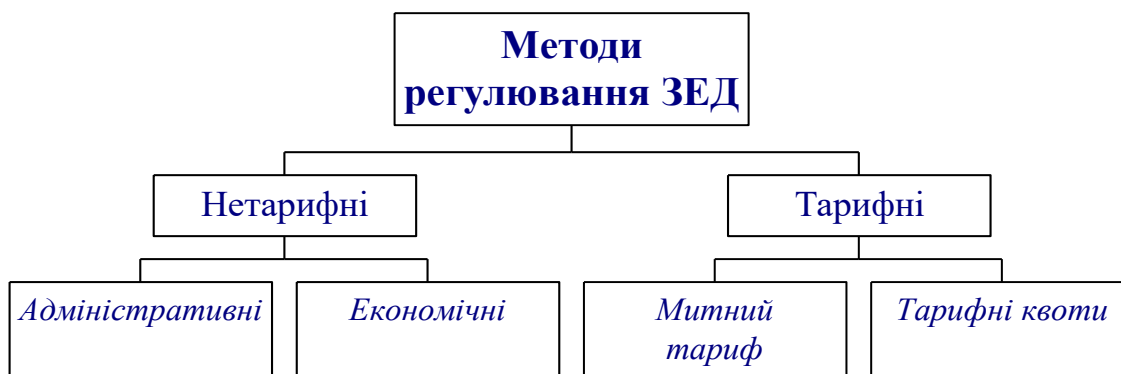 Методи
регулювання ЗЕД
Нетарифні
Тарифні
Адміністративні
Економічні
Митний
тариф
Тарифні квоти